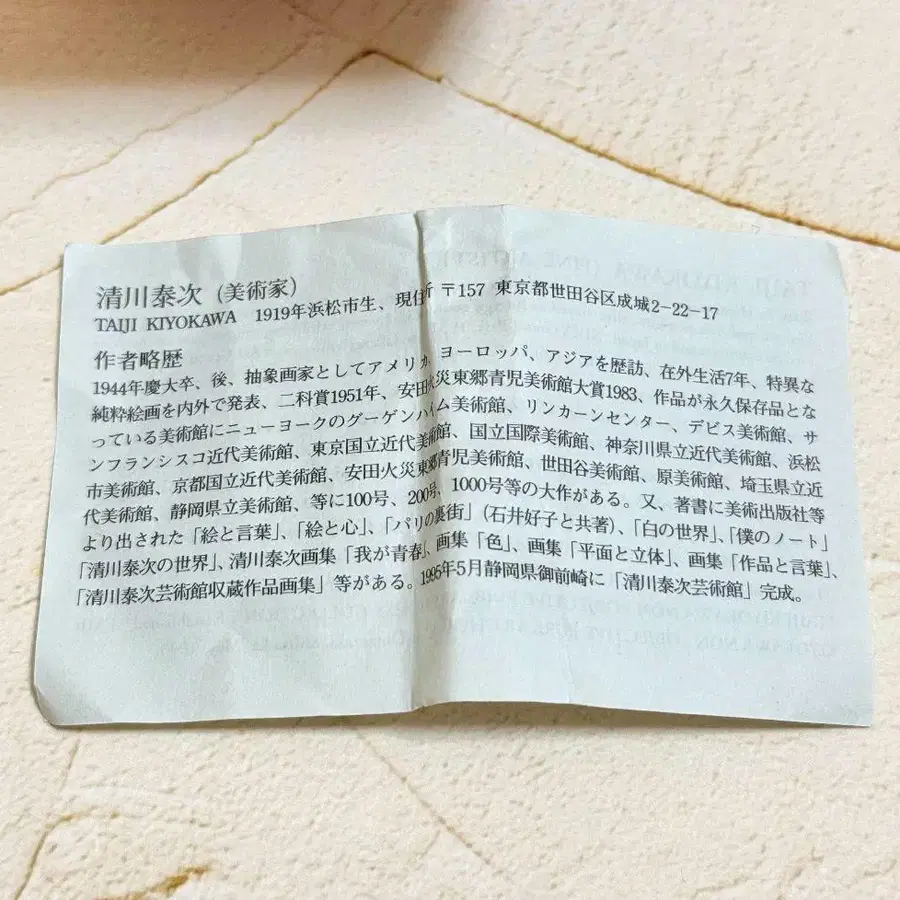 清川泰次（美術家）
TAIJI KIYOKAWA 1919年浜松市生、現住所 〒157 東京都世田谷区成城2-22-17
作者略歴
1944年慶大卒、後、抽象画家としてアメリカ、ヨーロッパ、アジアを歴訪、在外生活7年、特異な
純粋絵画を内外で発表、二科賞1951年、安田火災東郷青児美術館大賞1983、作品が永久保存品とな
っている美術館にニューヨークのグーゲンハイム美術館、リンカーンセンター、デビス美術館、サ
ンフランシスコ近代美術館、東京国立近代美術館、国立国際美術館、神奈川県立近代美術館、浜松
市美術館、京都国立近代美術館、安田火災東郷青児美術館、世田谷美術館、原美術館、埼玉県立近
代美術館、静岡県立美術館、等に100号、200号、1000号等の大作がある。又、著書に美術出版社等
より出された「絵と言葉」、「絵と心」、「パリの裏街」（石井好子と共著）、「白の世界」、「僕のノート」
「清川泰次の世界」、清川泰次画集「我が青春」、画集「色」、画集「平面と立体」、画集「作品と言葉」、
「清川泰次芸術館収蔵作品画集」等がある。1995年5月静岡県御前崎に「清川泰次芸術館」完成。